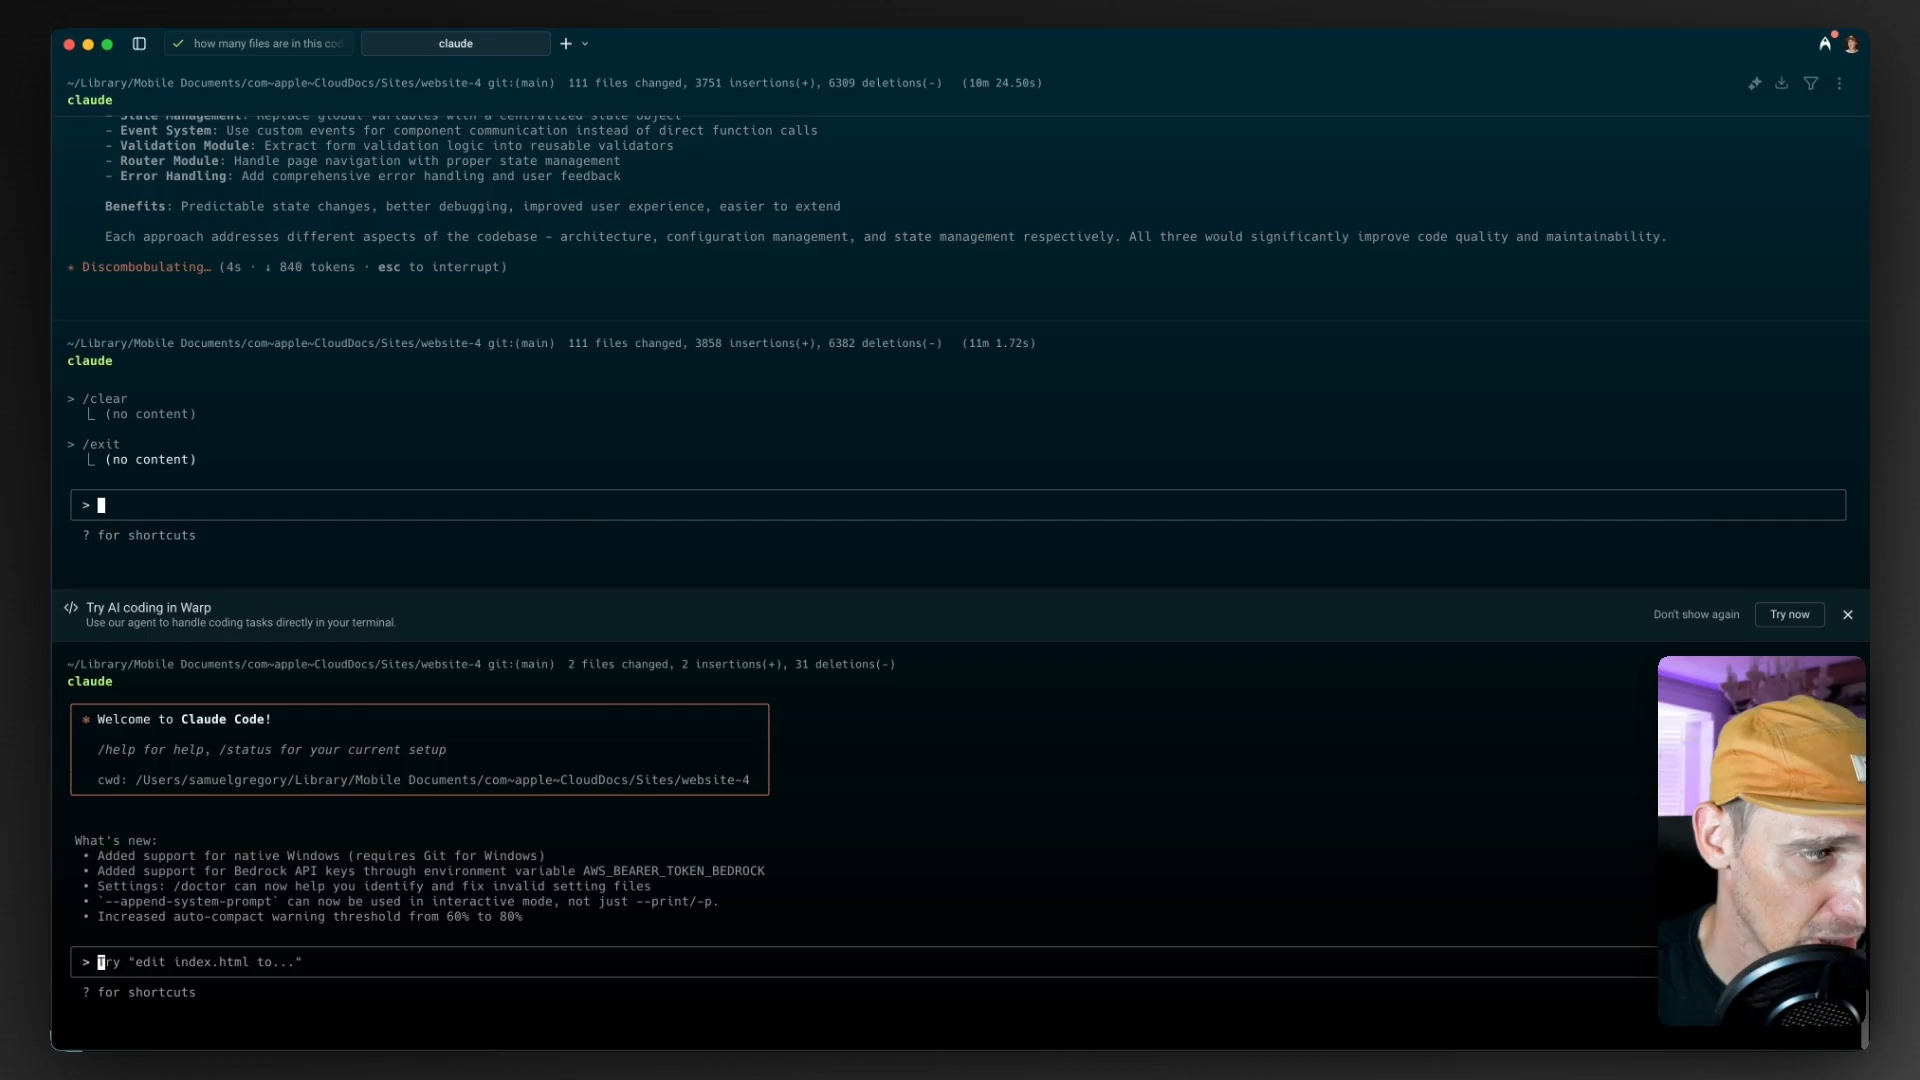 how many files are in this cod
claude
~/Library/Mobile Documents/com~apple~CloudDocs/Sites/website-4 git:(main) 111 files changed, 3751 insertions(+), 6309 deletions(-) (10m 24.50s)
claude
- State Management: Replace global variables with a centralized state object
- Event System: Use custom events for component communication instead of direct function calls
- Validation Module: Extract form validation logic into reusable validators
- Router Module: Handle page navigation with proper state management
- Error Handling: Add comprehensive error handling and user feedback
Benefits: Predictable state changes, better debugging, improved user experience, easier to extend
Each approach addresses different aspects of the codebase – architecture, configuration management, and state management respectively. All three would significantly improve code quality and maintainability.
✳ Discombobulating… (4s · ↓ 840 tokens · esc to interrupt)
~/Library/Mobile Documents/com~apple~CloudDocs/Sites/website-4 git:(main) 111 files changed, 3858 insertions(+), 6382 deletions(-) (11m 1.72s)
claude
> /clear
⎿ (no content)
> /exit
⎿ (no content)
>
? for shortcuts
</> Try AI coding in Warp
Use our agent to handle coding tasks directly in your terminal.
Don't show again
Try now
~/Library/Mobile Documents/com~apple~CloudDocs/Sites/website-4 git:(main) 2 files changed, 2 insertions(+), 31 deletions(-)
claude
✻ Welcome to Claude Code!
/help for help, /status for your current setup
cwd: /Users/samuelgregory/Library/Mobile Documents/com~apple~CloudDocs/Sites/website-4
What's new:
• Added support for native Windows (requires Git for Windows)
• Added support for Bedrock API keys through environment variable AWS_BEARER_TOKEN_BEDROCK
• Settings: /doctor can now help you identify and fix invalid setting files
• `--append-system-prompt` can now be used in interactive mode, not just --print/-p.
• Increased auto-compact warning threshold from 60% to 80%
> Try "edit index.html to..."
? for shortcuts